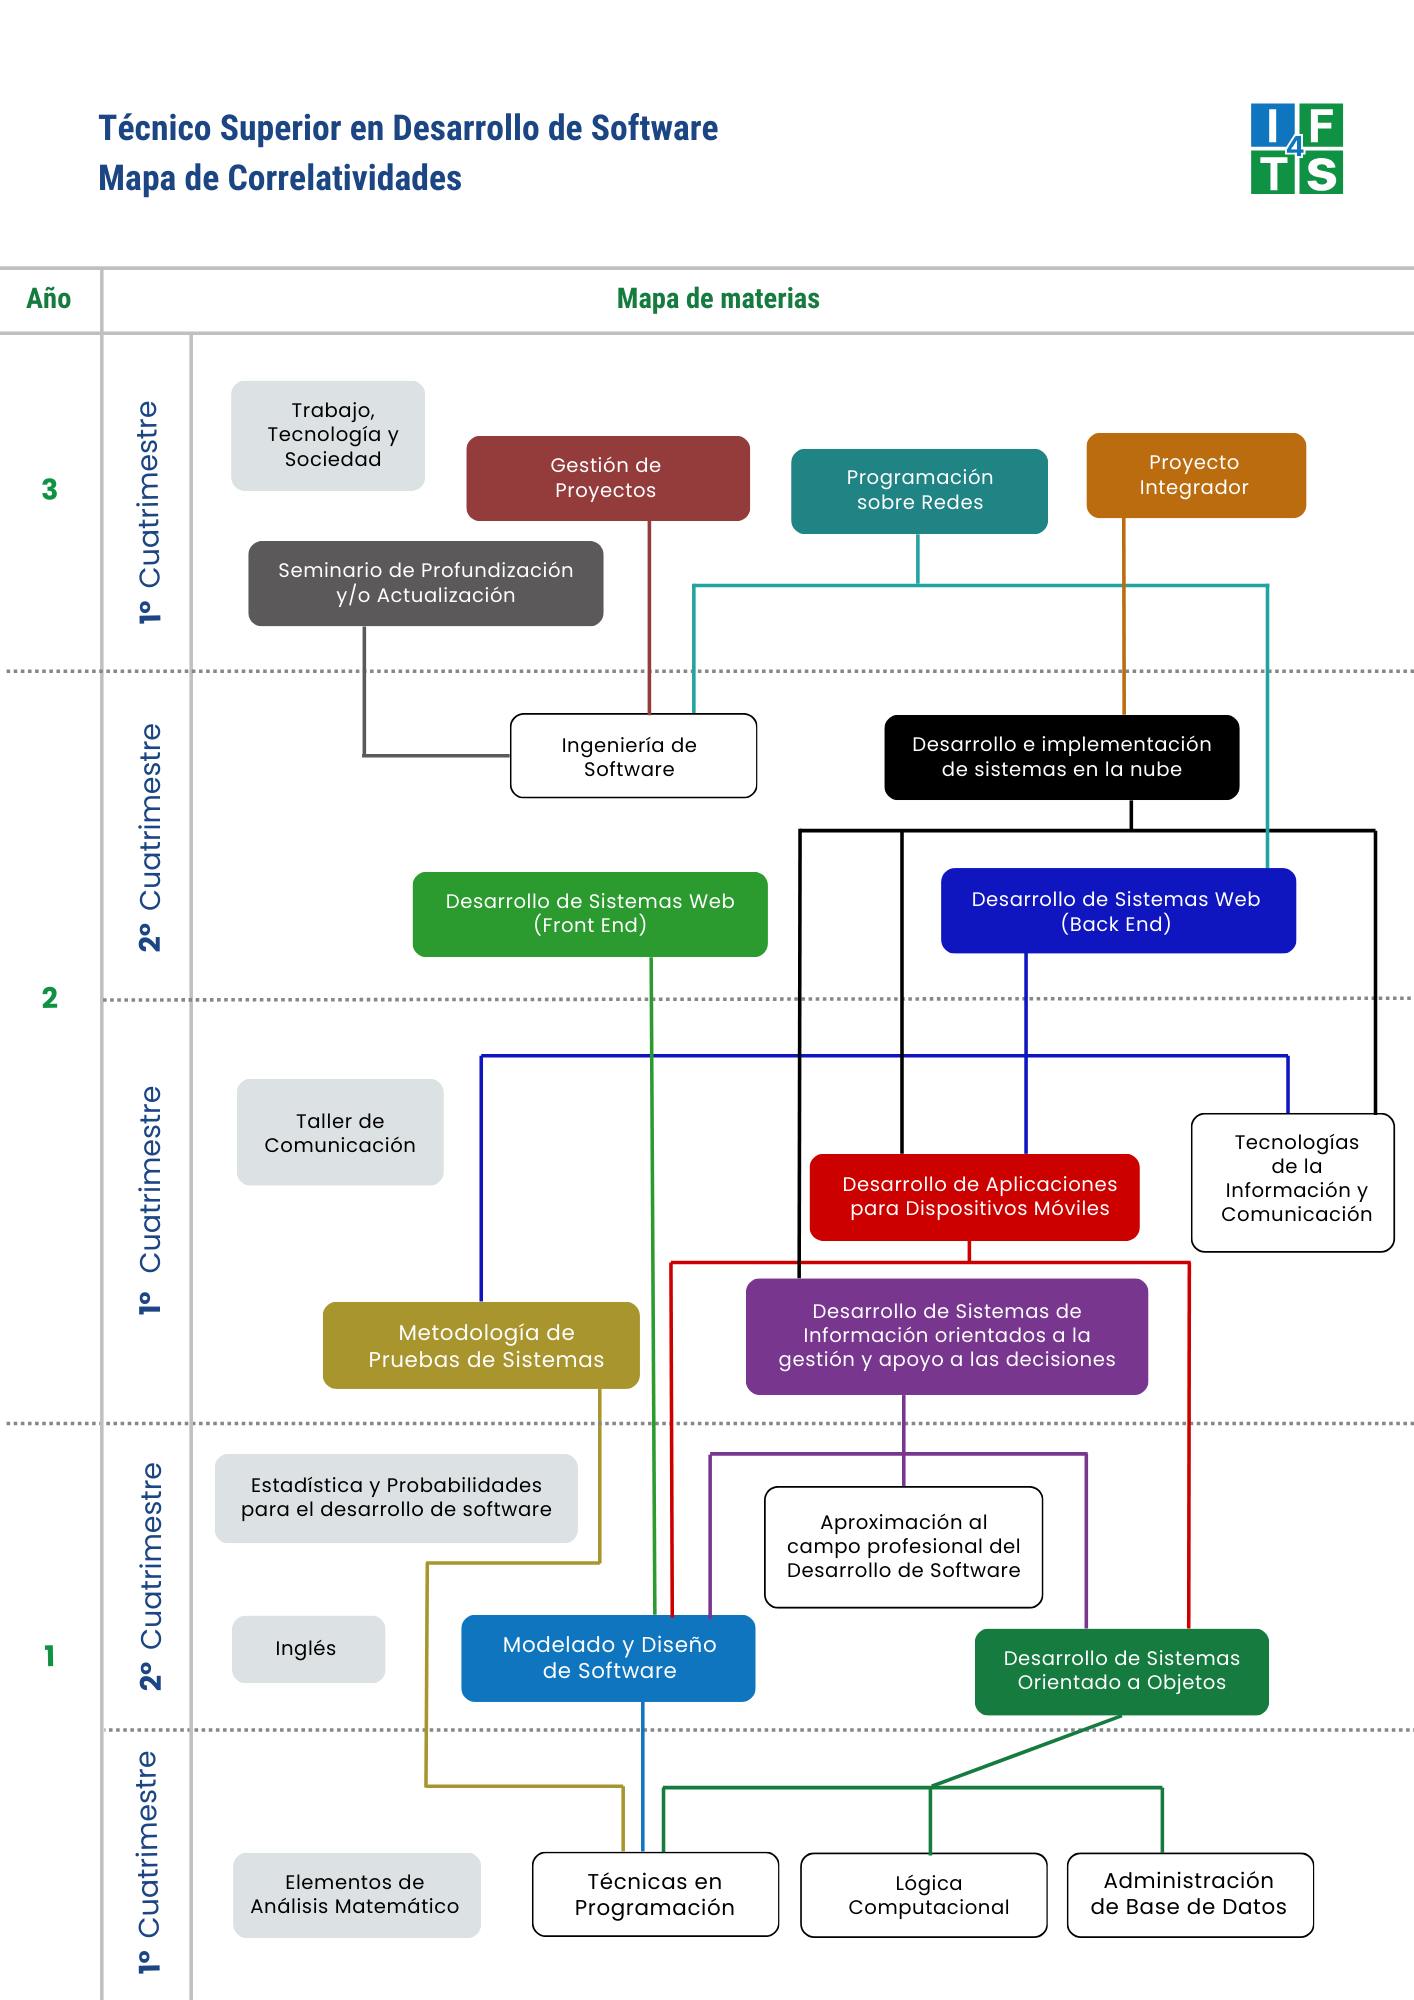 Técnico Superior en Desarrollo de Software
Mapa de Correlatividades
I F
4
T S
Año
Mapa de materias
3
1º Cuatrimestre
Trabajo,
Tecnología y
Sociedad
Gestión de
Proyectos
Programación
sobre Redes
Proyecto
Integrador
Seminario de Profundización
y/o Actualización
2
2º Cuatrimestre
Ingeniería de
Software
Desarrollo e implementación
de sistemas en la nube
Desarrollo de Sistemas Web
(Front End)
Desarrollo de Sistemas Web
(Back End)
1º Cuatrimestre
Taller de
Comunicación
Desarrollo de Aplicaciones
para Dispositivos Móviles
Tecnologías
de la
Información y
Comunicación
Metodología de
Pruebas de Sistemas
Desarrollo de Sistemas de
Información orientados a la
gestión y apoyo a las decisiones
1
2º Cuatrimestre
Estadística y Probabilidades
para el desarrollo de software
Aproximación al
campo profesional del
Desarrollo de Software
Inglés
Modelado y Diseño
de Software
Desarrollo de Sistemas
Orientado a Objetos
1º Cuatrimestre
Elementos de
Análisis Matemático
Técnicas en
Programación
Lógica
Computacional
Administración
de Base de Datos